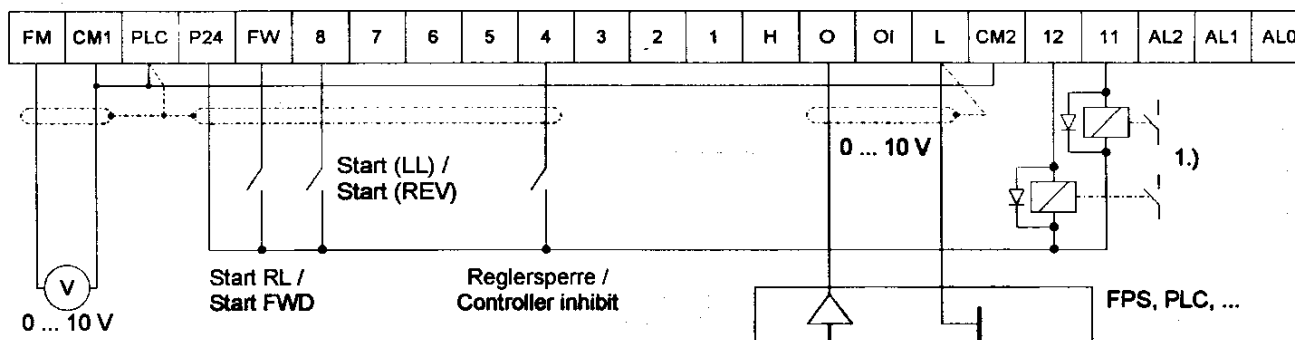 FM CM1 PLC P24 FW 8 7 6 5 4 3 2 1 H O OI L CM2 12 11 AL2 AL1 AL0
0 ... 10 V
1.)
Start (LL) /
Start (REV)
Start RL /
Start FWD
Reglersperre /
Controller inhibit
FPS, PLC, ...
V
0 ... 10 V